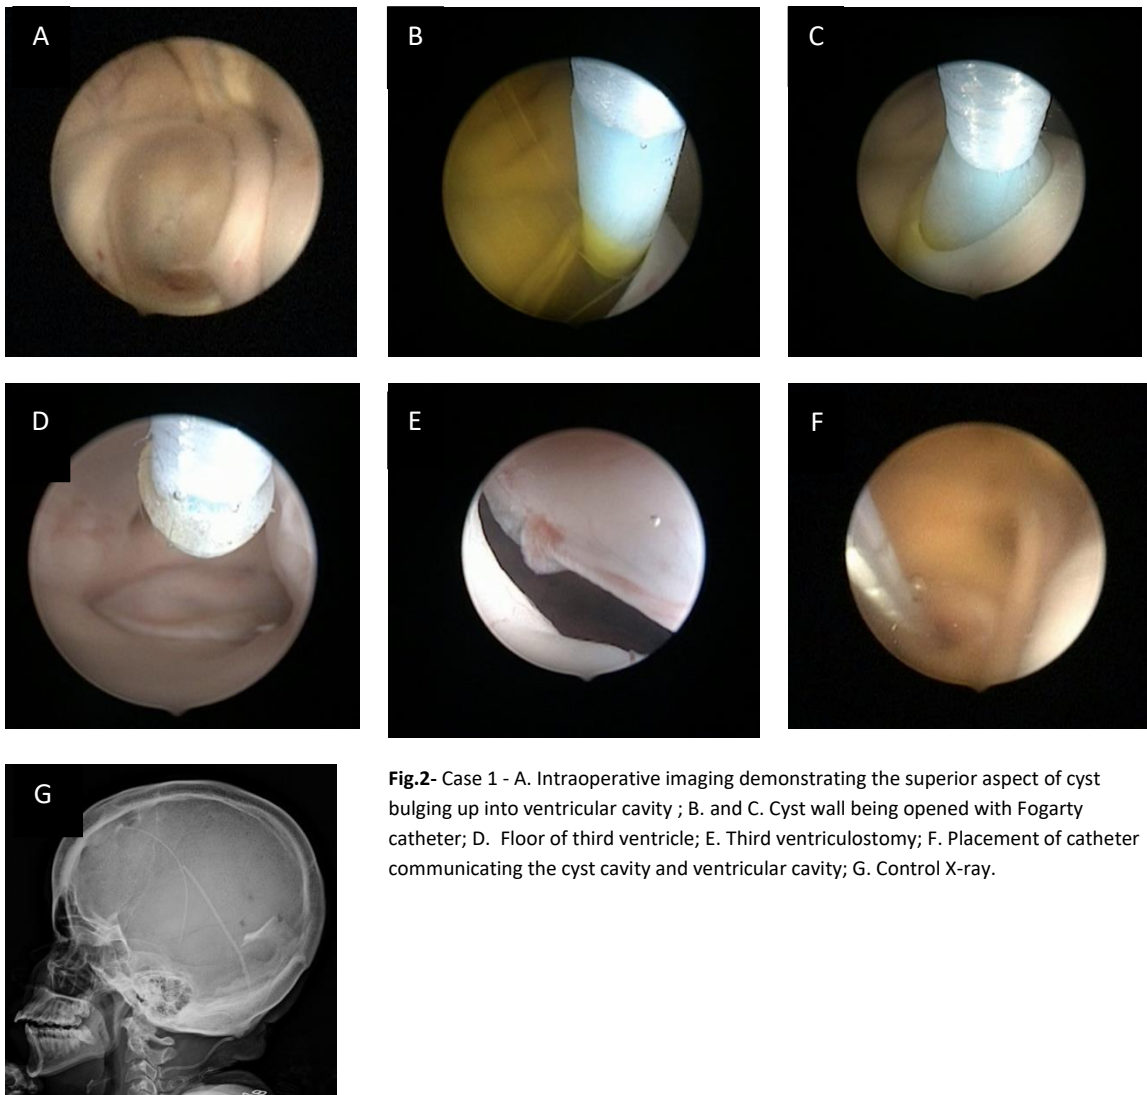 A
B
C
D
E
F
G
Fig.2- Case 1 - A. Intraoperative imaging demonstrating the superior aspect of cyst
bulging up into ventricular cavity ; B. and C. Cyst wall being opened with Fogarty
catheter; D. Floor of third ventricle; E. Third ventriculostomy; F. Placement of catheter
communicating the cyst cavity and ventricular cavity; G. Control X-ray.